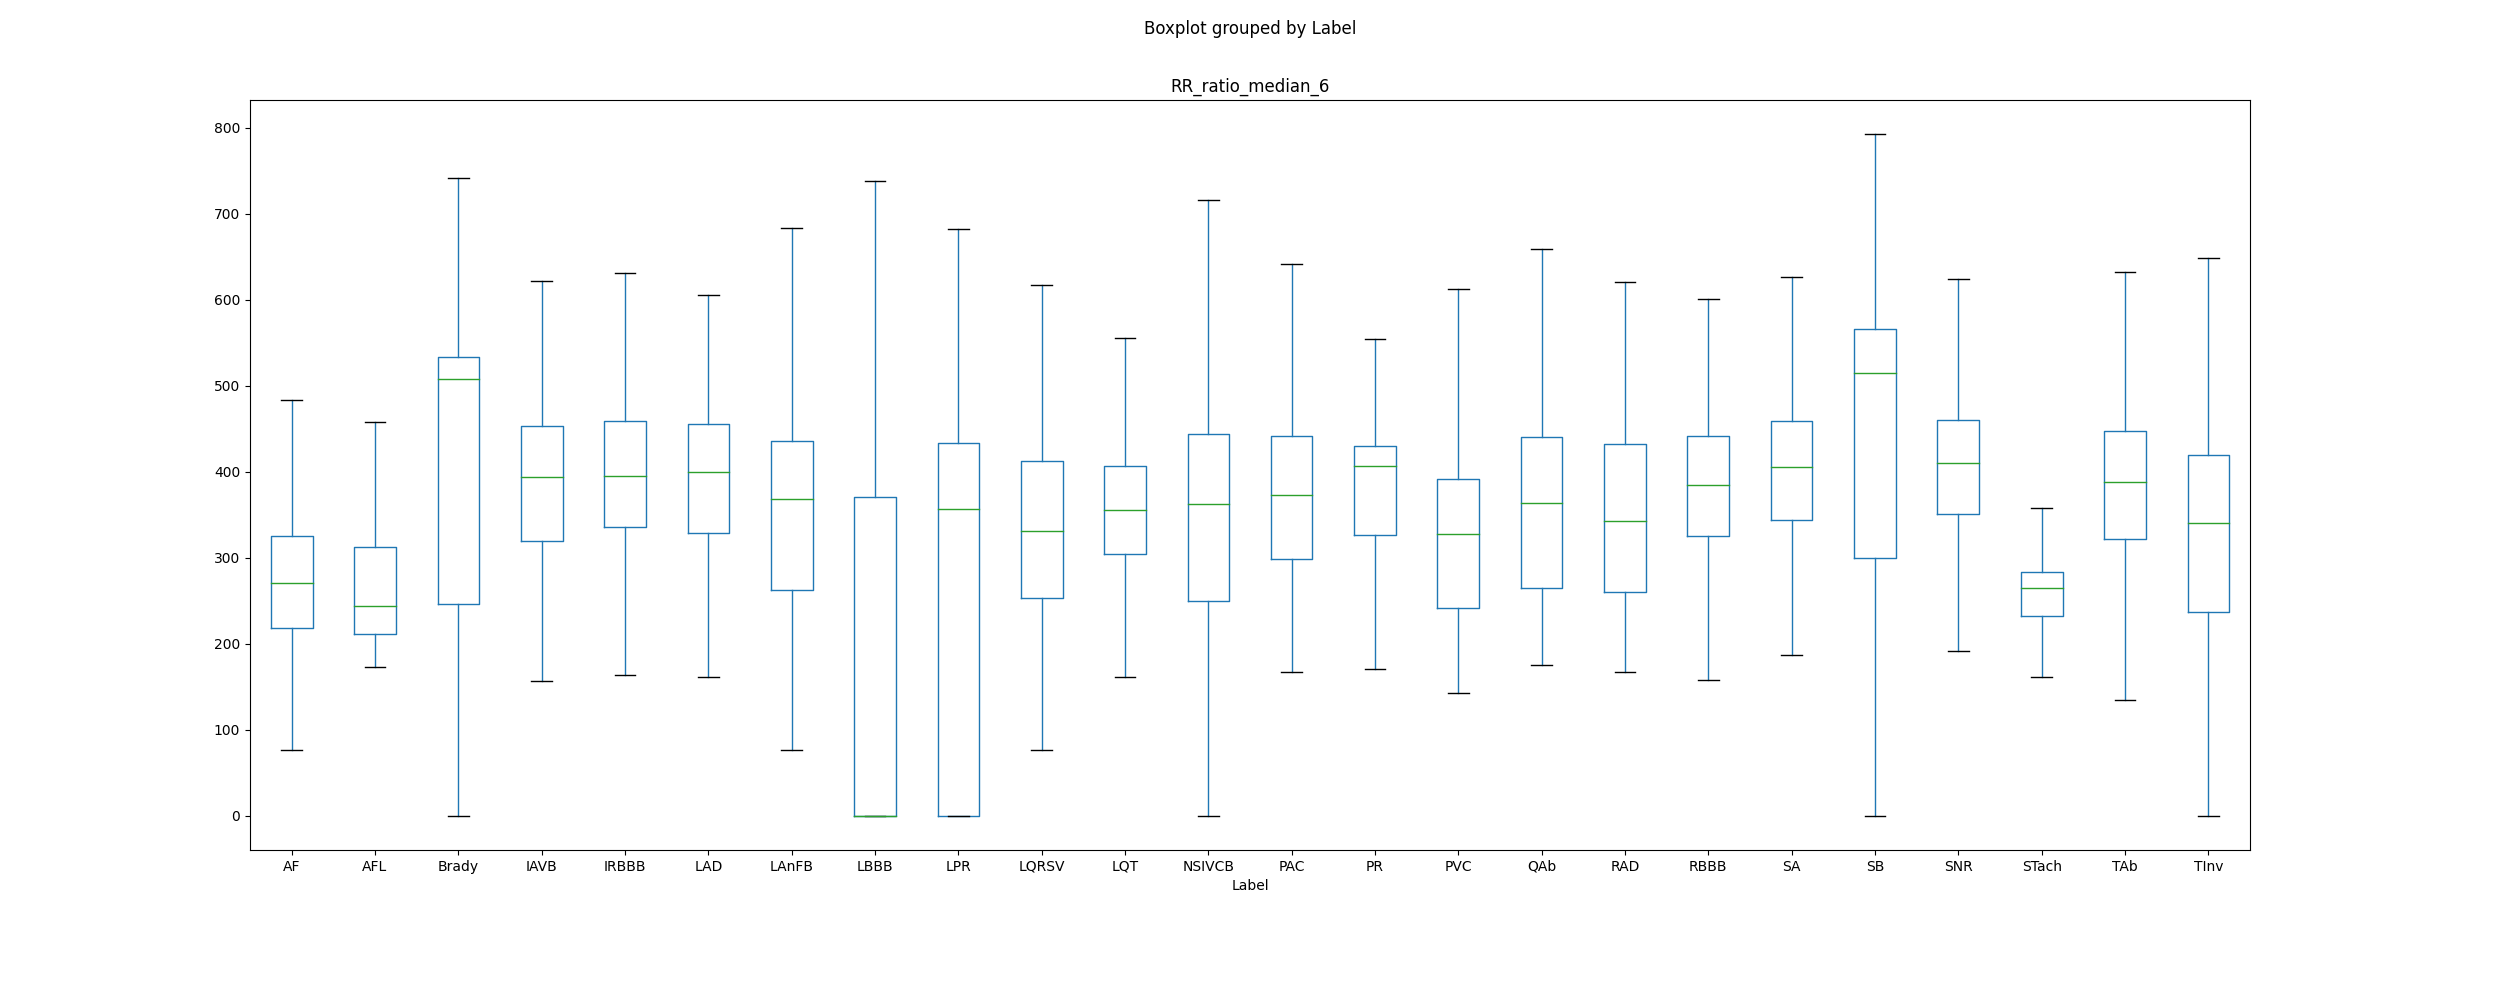 Boxplot grouped by Label
RR_ratio_median_6
800
700
600
500
400
300
200
100
0
AF AFL Brady IAVB IRBBB LAD LAnFB LBBB LPR LQRSV LQT NSIVCB PAC PR PVC QAb RAD RBBB SA SB SNR STach TAb TInv
Label